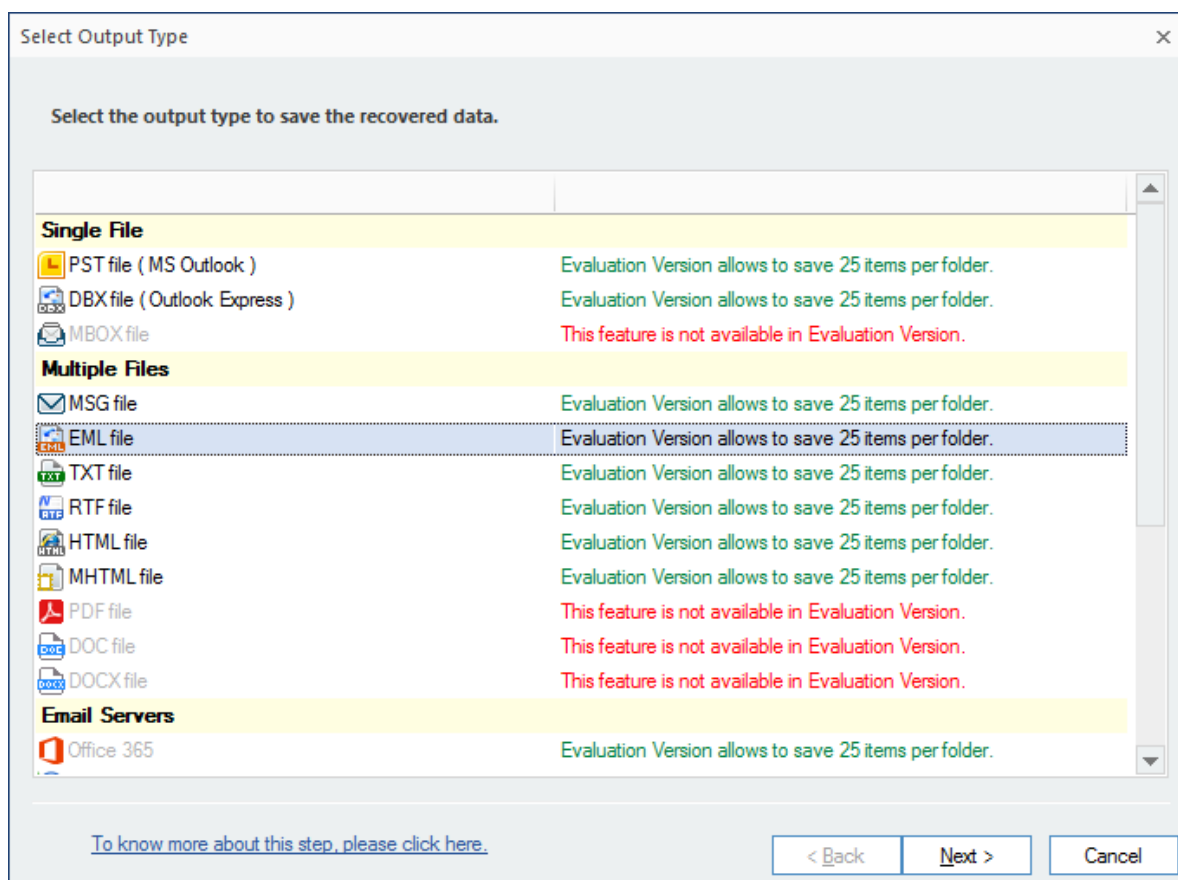 Select Output Type
Select the output type to save the recovered data.
Single File
PST file ( MS Outlook ) Evaluation Version allows to save 25 items per folder.
DBX file ( Outlook Express ) Evaluation Version allows to save 25 items per folder.
MBOX file This feature is not available in Evaluation Version.
Multiple Files
MSG file Evaluation Version allows to save 25 items per folder.
EML file Evaluation Version allows to save 25 items per folder.
TXT file Evaluation Version allows to save 25 items per folder.
RTF file Evaluation Version allows to save 25 items per folder.
HTML file Evaluation Version allows to save 25 items per folder.
MHTML file Evaluation Version allows to save 25 items per folder.
PDF file This feature is not available in Evaluation Version.
DOC file This feature is not available in Evaluation Version.
DOCX file This feature is not available in Evaluation Version.
Email Servers
Office 365 Evaluation Version allows to save 25 items per folder.
To know more about this step, please click here.
< Back Next > Cancel